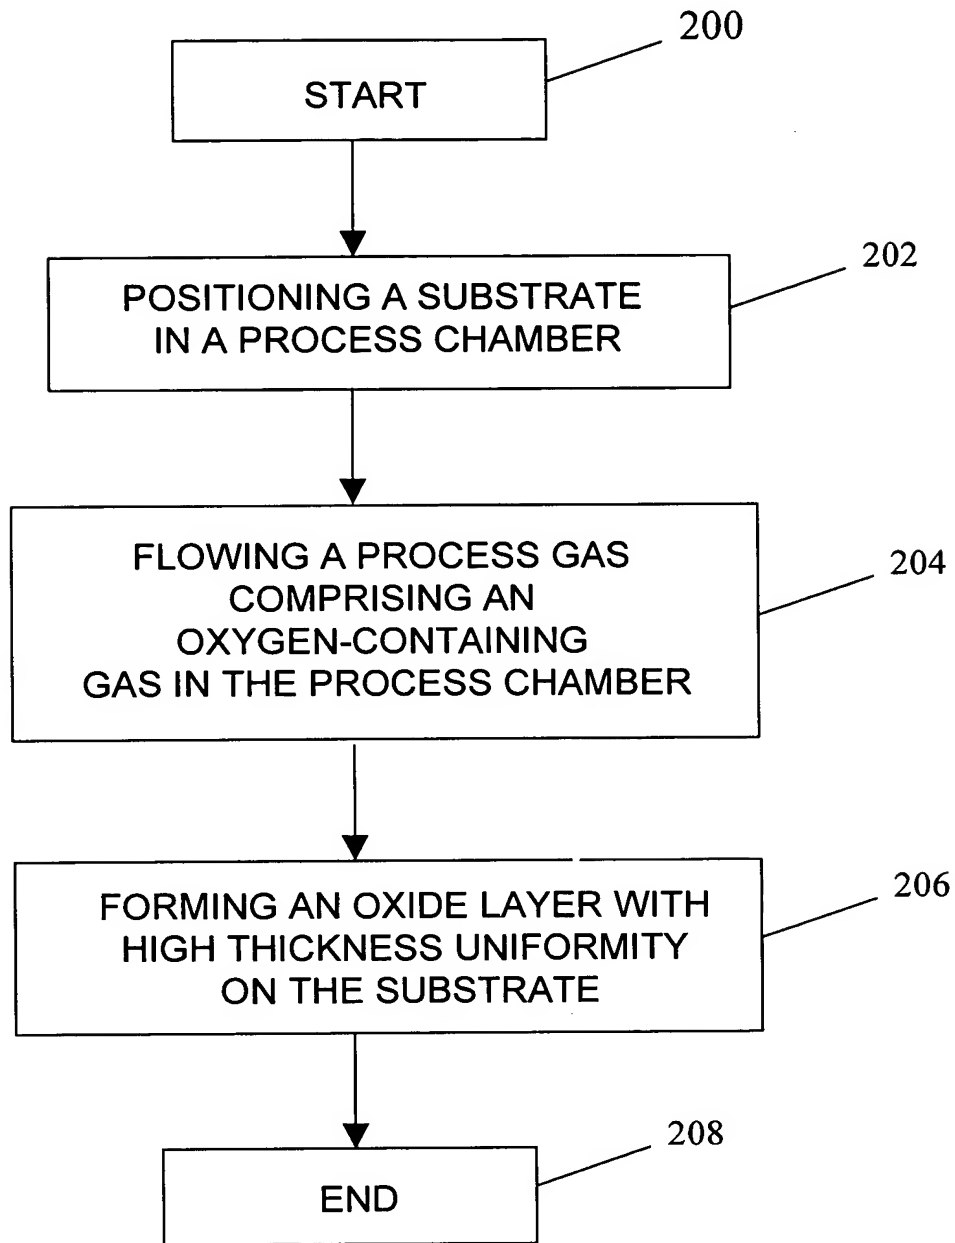 200
START
202
POSITIONING A SUBSTRATE
IN A PROCESS CHAMBER
204
FLOWING A PROCESS GAS
COMPRISING AN
OXYGEN-CONTAINING
GAS IN THE PROCESS CHAMBER
206
FORMING AN OXIDE LAYER WITH
HIGH THICKNESS UNIFORMITY
ON THE SUBSTRATE
208
END